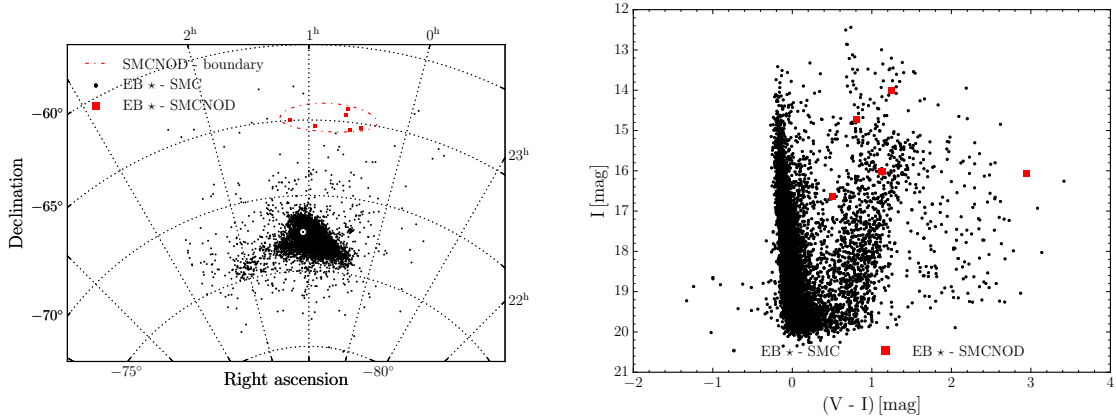 2ʰ 1ʰ 0ʰ
SMCNOD - boundary
EB ⋆ - SMC
EB ⋆ - SMCNOD
−60°
−65°
−70°
23ʰ
22ʰ
−75°
−80°
Declination
Right ascension
12
13
14
15
16
17
18
19
20
21
I [mag]
EB ⋆ - SMC EB ⋆ - SMCNOD
−2 −1 0 1 2 3 4
(V - I) [mag]